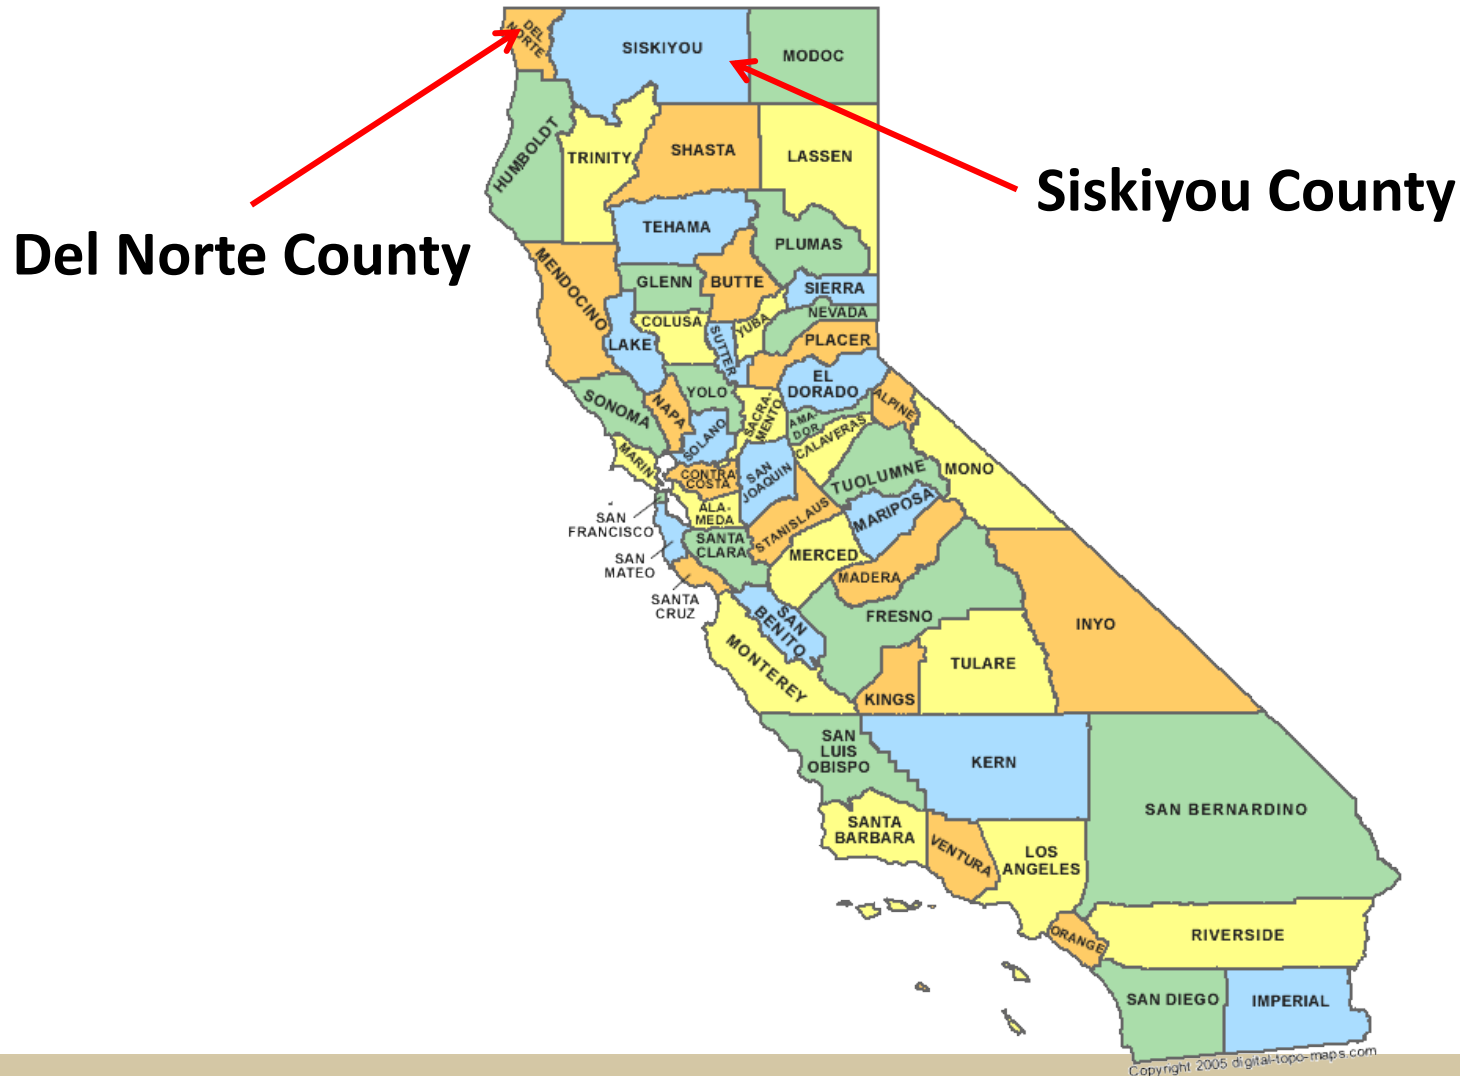 DEL
NORTE
SISKIYOU
MODOC
Siskiyou County
Del Norte County
HUMBOLDT
TRINITY
SHASTA
LASSEN
TEHAMA
PLUMAS
MENDOCINO
GLENN
BUTTE
SIERRA
NEVADA
COLUSA
YUBA
SUTTER
PLACER
LAKE
EL
DORADO
ALPINE
SONOMA
NAPA
YOLO
SACRA-
MENTO
AMA-
DOR
CALAVERAS
SOLANO
MARIN
CONTRA
COSTA
SAN
JOAQUIN
TUOLUMNE
MONO
SAN
FRANCISCO
ALA-
MEDA
STANISLAUS
MARIPOSA
SAN
MATEO
SANTA
CLARA
MERCED
MADERA
SANTA
CRUZ
SAN
BENITO
FRESNO
INYO
MONTEREY
KINGS
TULARE
SAN
LUIS
OBISPO
KERN
SAN BERNARDINO
SANTA
BARBARA
VENTURA
LOS
ANGELES
ORANGE
RIVERSIDE
SAN DIEGO
IMPERIAL
Copyright 2005 digital-topo-maps.com